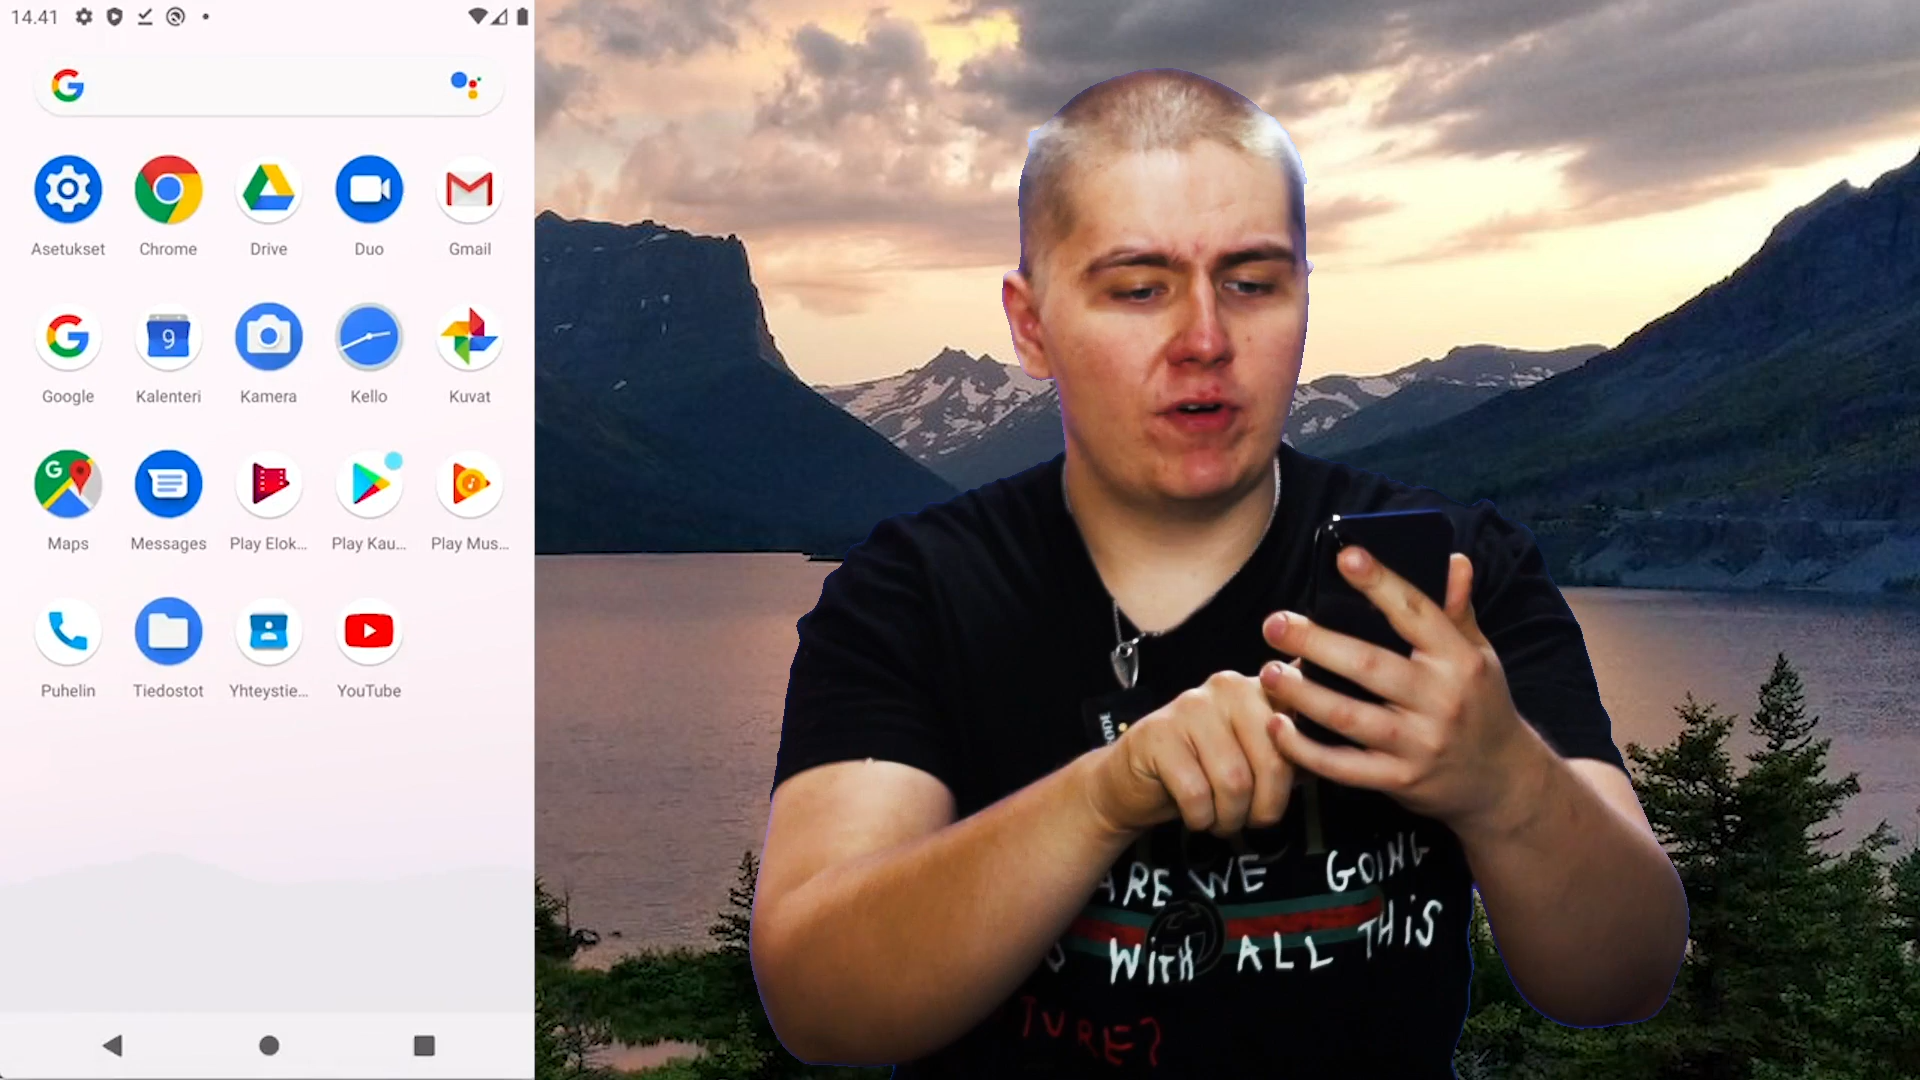 14.41
Asetukset
Chrome
Drive
Duo
Gmail
Google
9
Kalenteri
Kamera
Kello
Kuvat
G
Maps
Messages
Play Elok...
Play Kau...
Play Mus...
Puhelin
Tiedostot
Yhteystie...
YouTube
ARE WE GOING
WITH ALL THIS